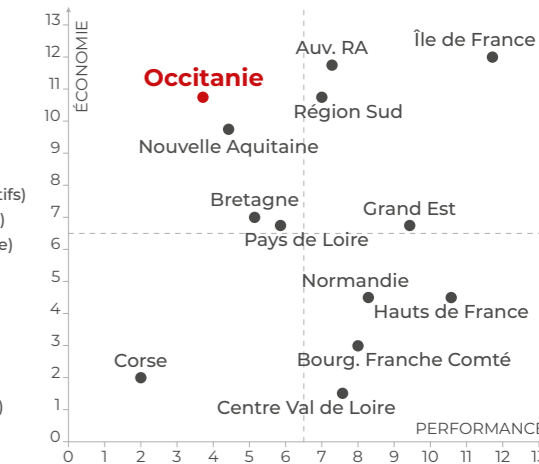 13
12
11
10
9
8
7
6
5
4
3
2
1
0
ÉCONOMIE
Île de France
Auv. RA
Occitanie
Région Sud
Nouvelle Aquitaine
Bretagne
Grand Est
Pays de Loire
Normandie
Hauts de France
Corse
Bourg. Franche Comté
Centre Val de Loire
PERFORMANCE
0 1 2 3 4 5 6 7 8 9 10 11 12 13
tifs)
)
e)
)